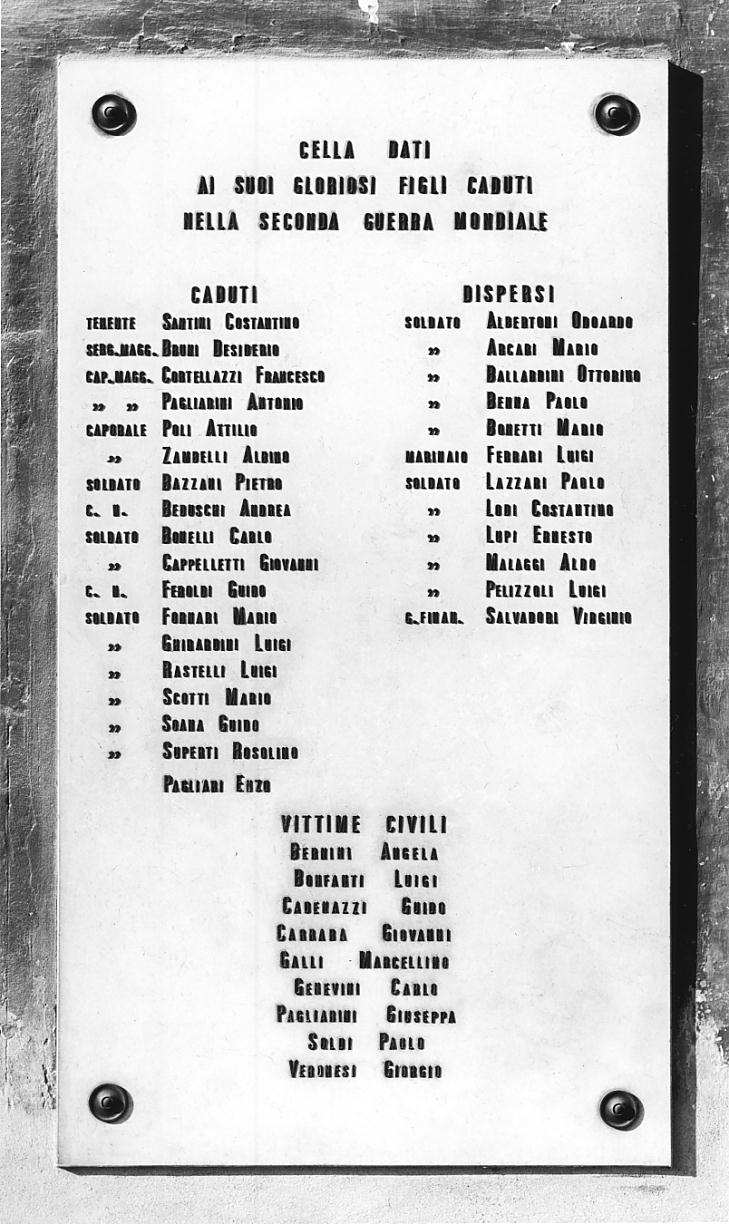 CELLA DATI
AI SUOI GLORIOSI FIGLI CADUTI
NELLA SECONDA GUERRA MONDIALE
CADUTI
TENENTE SANTINI COSTANTINO
SERG.MAGG. BRUNI DESIDERIO
CAP.MAGG. CORTELLAZZI FRANCESCO
" " PAGLIARINI ANTONIO
CAPORALE POLI ATTILIO
" ZANBELLI ALBINO
SOLDATO BAZZANI PIETRO
C. N. BEDUSCHI ANDREA
SOLDATO BONELLI CARLO
" CAPPELLETTI GIOVANNI
C. N. FEROLDI GUIDO
SOLDATO FORNARI MARIO
" GHIRARDINI LUIGI
" RASTELLI LUIGI
" SCOTTI MARIO
" SOANA GUIDO
" SUPERTI ROSOLINO
PAGLIARI ENZO
DISPERSI
SOLDATO ALBERTONI ODOARDO
" ARCARI MARIO
" BALLARDINI OTTORINO
" BENNA PAOLO
" BONETTI MARIO
MARINAIO FERRARI LUIGI
SOLDATO LAZZARI PAOLO
" LODI COSTANTINO
" LUPI ERNESTO
" MALAGGI ALDO
" PELIZZOLI LUIGI
G.FINAN. SALVADORI VIRGINIO
VITTIME CIVILI
BERNINI ANGELA
BONFANTI LUIGI
CADENAZZI GUIDO
CARRARA GIOVANNI
GALLI MARCELLINO
GENEVINI CARLO
PAGLIARINI GIUSEPPA
SOLDI PAOLO
VERONESI GIORGIO